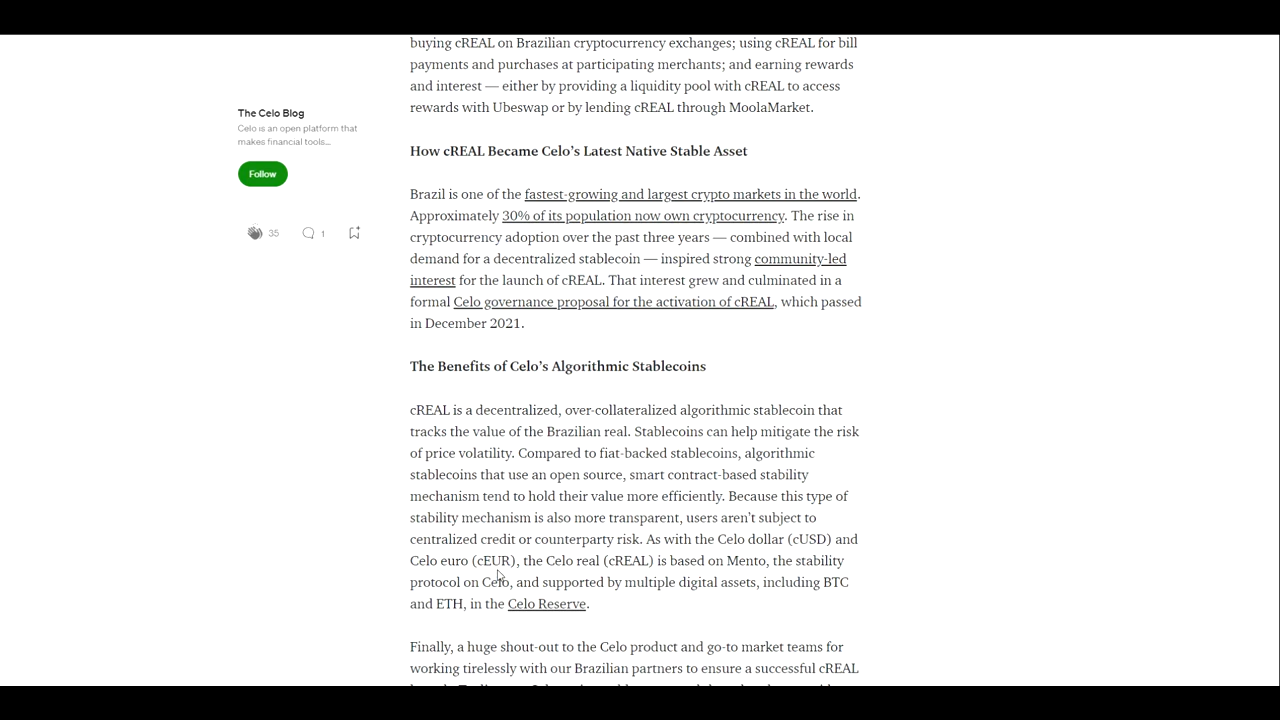 buying cREAL on Brazilian cryptocurrency exchanges; using cREAL for bill
payments and purchases at participating merchants; and earning rewards
and interest — either by providing a liquidity pool with cREAL to access
rewards with Ubeswap or by lending cREAL through MoolaMarket.
The Celo Blog
Celo is an open platform that
makes financial tools...
Follow
35
1
How cREAL Became Celo’s Latest Native Stable Asset
Brazil is one of the fastest-growing and largest crypto markets in the world.
Approximately 30% of its population now own cryptocurrency. The rise in
cryptocurrency adoption over the past three years — combined with local
demand for a decentralized stablecoin — inspired strong community-led
interest for the launch of cREAL. That interest grew and culminated in a
formal Celo governance proposal for the activation of cREAL, which passed
in December 2021.
The Benefits of Celo’s Algorithmic Stablecoins
cREAL is a decentralized, over-collateralized algorithmic stablecoin that
tracks the value of the Brazilian real. Stablecoins can help mitigate the risk
of price volatility. Compared to fiat-backed stablecoins, algorithmic
stablecoins that use an open source, smart contract-based stability
mechanism tend to hold their value more efficiently. Because this type of
stability mechanism is also more transparent, users aren’t subject to
centralized credit or counterparty risk. As with the Celo dollar (cUSD) and
Celo euro (cEUR), the Celo real (cREAL) is based on Mento, the stability
protocol on Celo, and supported by multiple digital assets, including BTC
and ETH, in the Celo Reserve.
Finally, a huge shout-out to the Celo product and go-to market teams for
working tirelessly with our Brazilian partners to ensure a successful cREAL